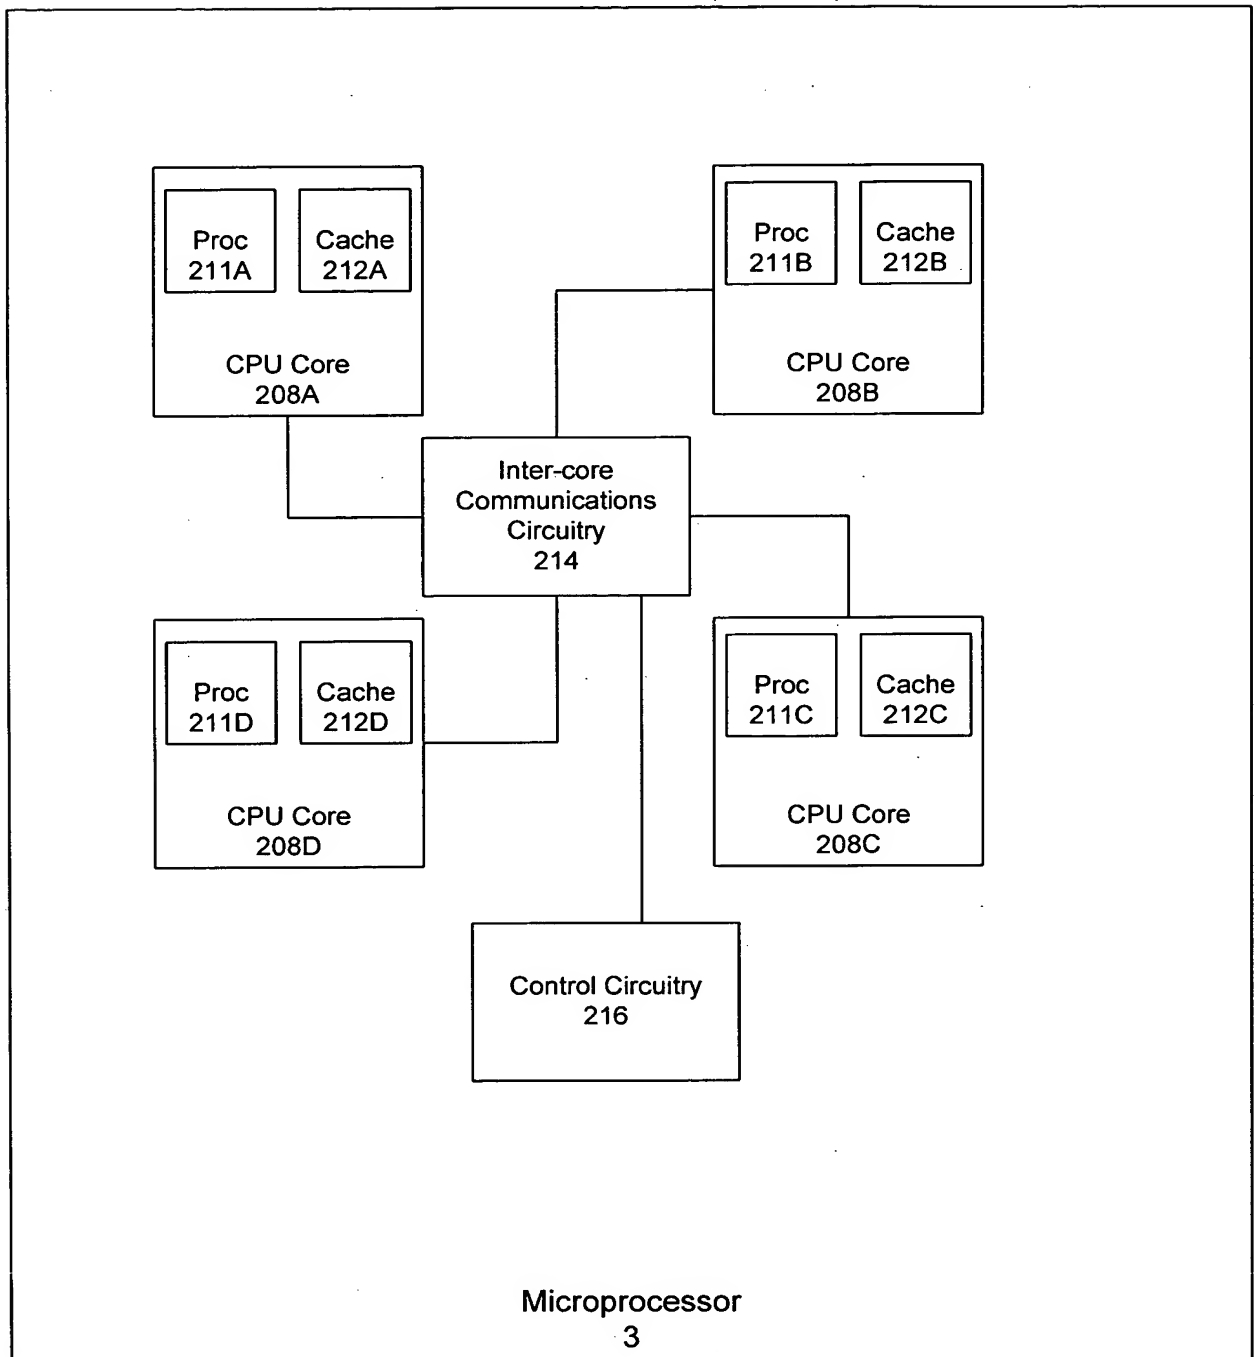 Proc
211A
Cache
212A
CPU Core
208A
Proc
211B
Cache
212B
CPU Core
208B
Inter-core
Communications
Circuitry
214
Proc
211D
Cache
212D
CPU Core
208D
Proc
211C
Cache
212C
CPU Core
208C
Control Circuitry
216
Microprocessor
3